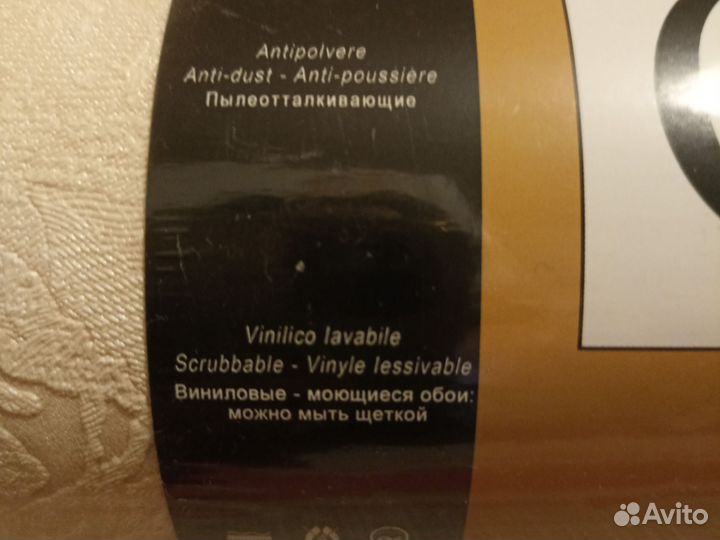 Antipolvere
Anti-dust - Anti-poussière
Пылеотталкивающие
Vinilico lavabile
Scrubbable - Vinyle lessivable
Виниловые - моющиеся обои:
можно мыть щеткой
Avito